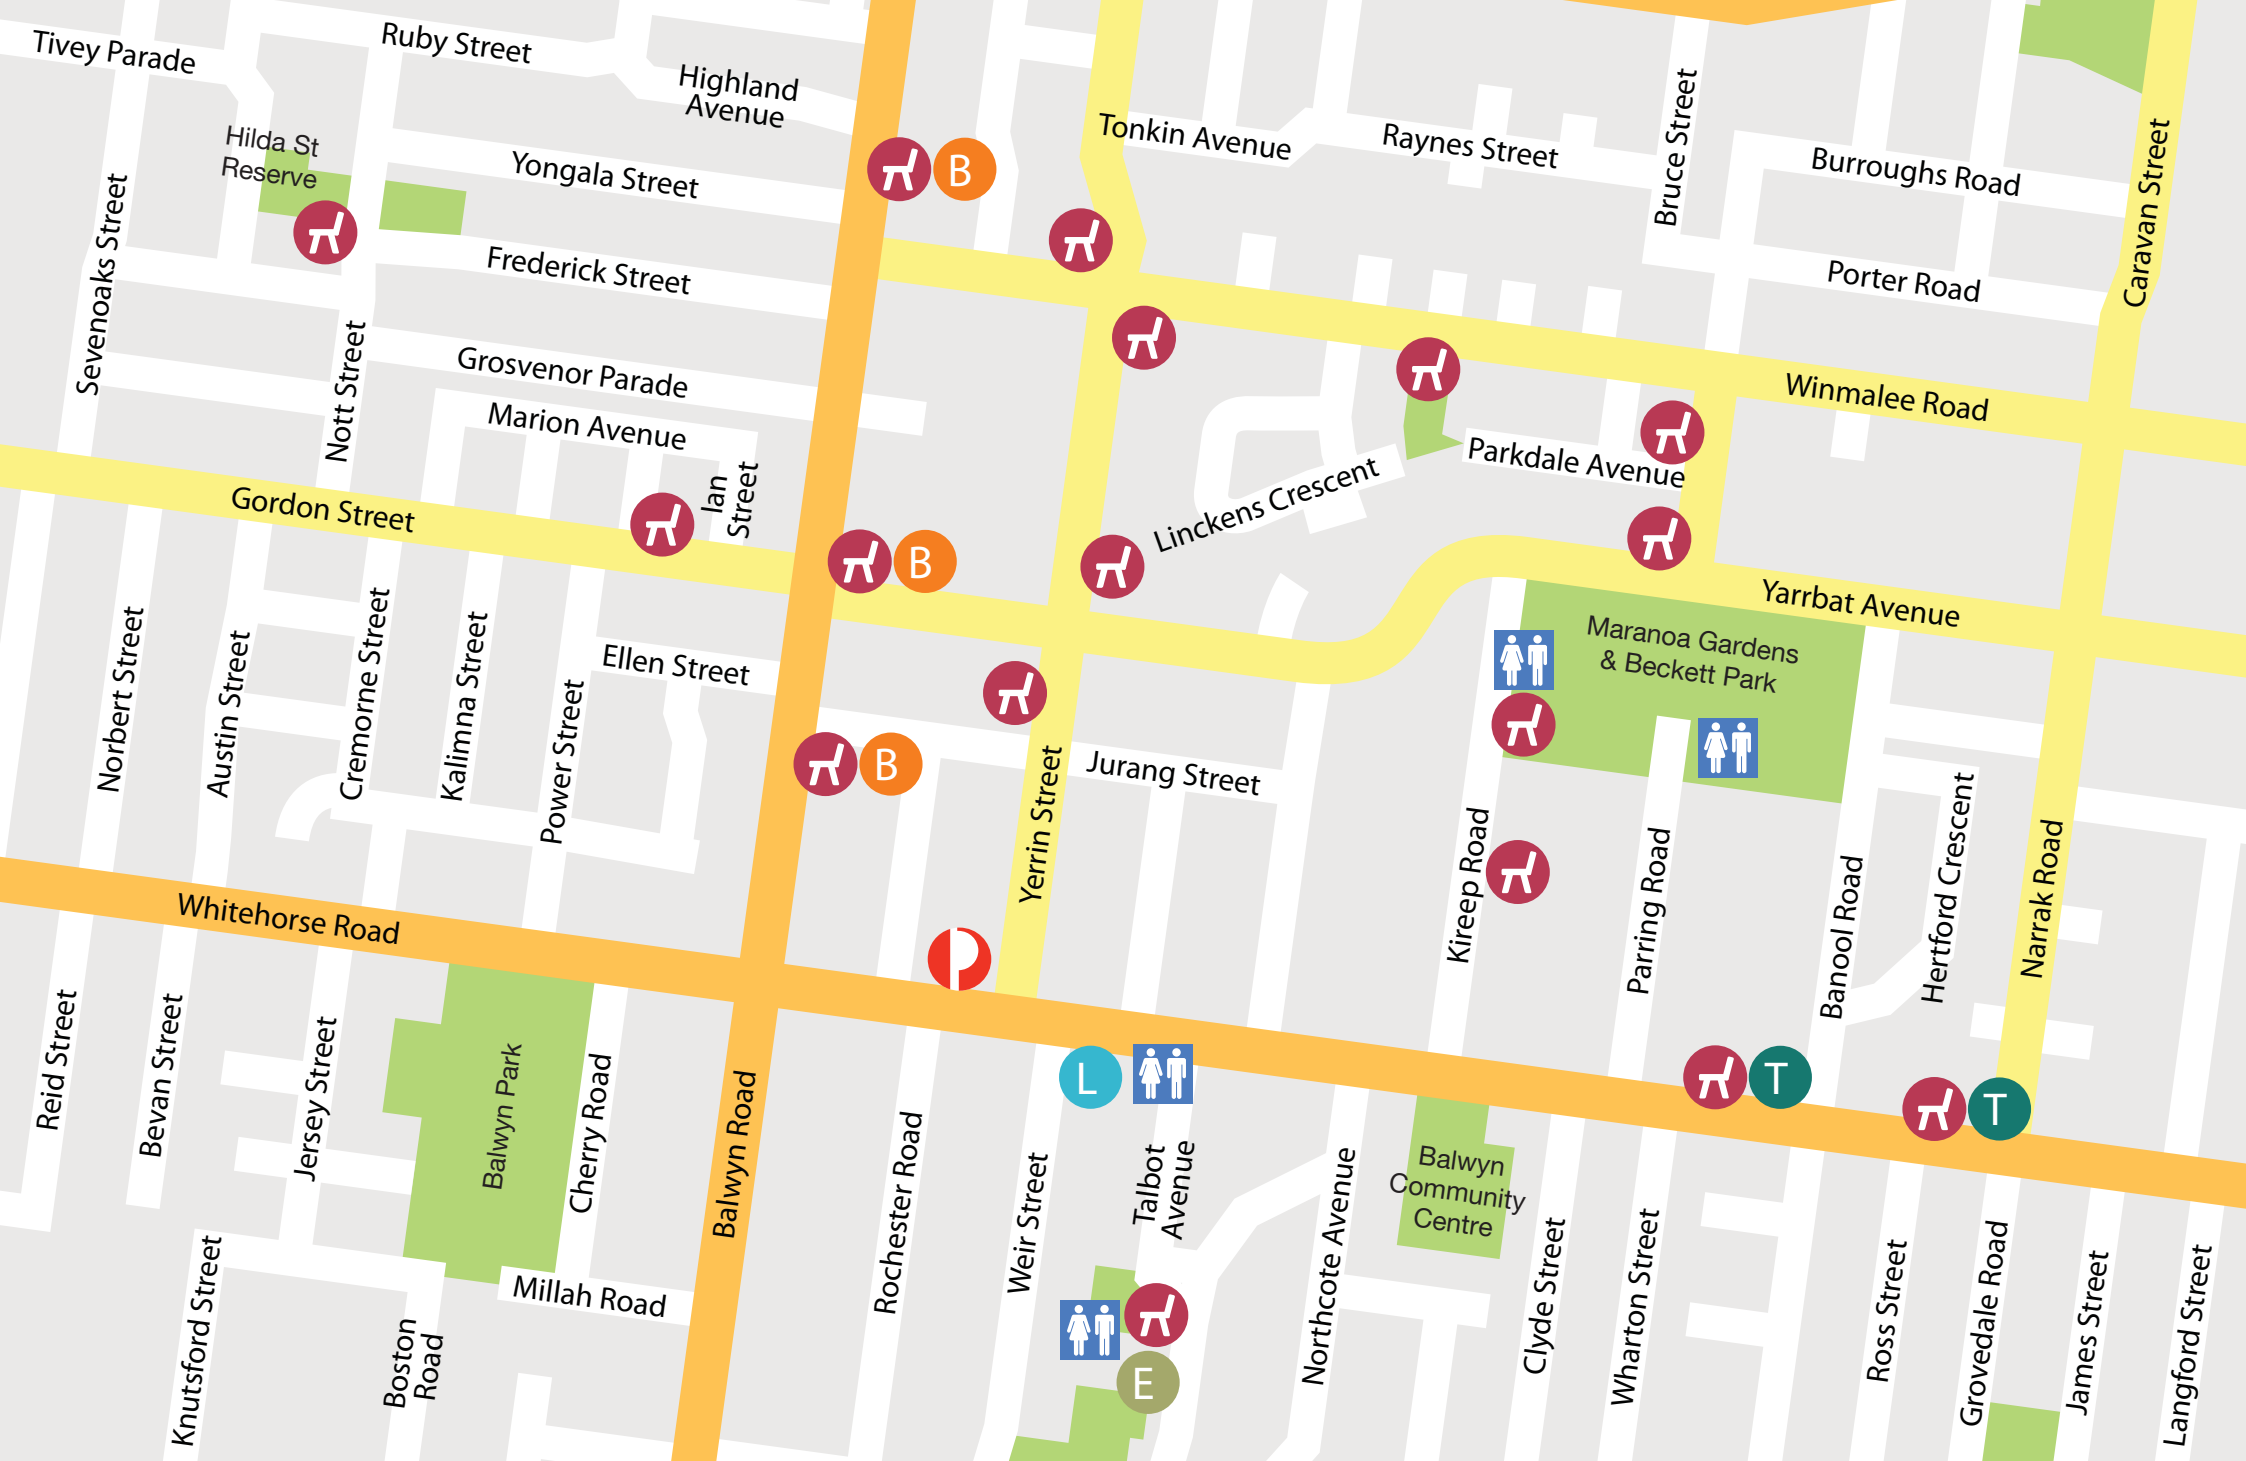 Tivey Parade
Ruby Street
Highland
Avenue
Hilda St
Reserve
Yongala Street
B
Tonkin Avenue
Raynes Street
Bruce Street
Burroughs Road
Caravan Street
Sevenoaks Street
Frederick Street
Porter Road
Nott Street
Grosvenor Parade
Marion Avenue
Winmalee Road
Ian
Street
Parkdale Avenue
Linckens Crescent
Gordon Street
B
Yarrbat Avenue
Maranoa Gardens
& Beckett Park
Norbert Street
Austin Street
Cremorne Street
Kalimna Street
Power Street
Ellen Street
B
Jurang Street
Yerrin Street
Kireep Road
Parring Road
Banool Road
Hertford Crescent
Narrak Road
Whitehorse Road
P
Reid Street
Bevan Street
Jersey Street
Balwyn Park
Cherry Road
Balwyn Road
L
T
T
Rochester Road
Weir Street
Talbot
Avenue
Northcote Avenue
Balwyn
Community
Centre
Clyde Street
Wharton Street
Ross Street
Grovedale Road
James Street
Langford Street
Knutsford Street
Boston
Road
Millah Road
E